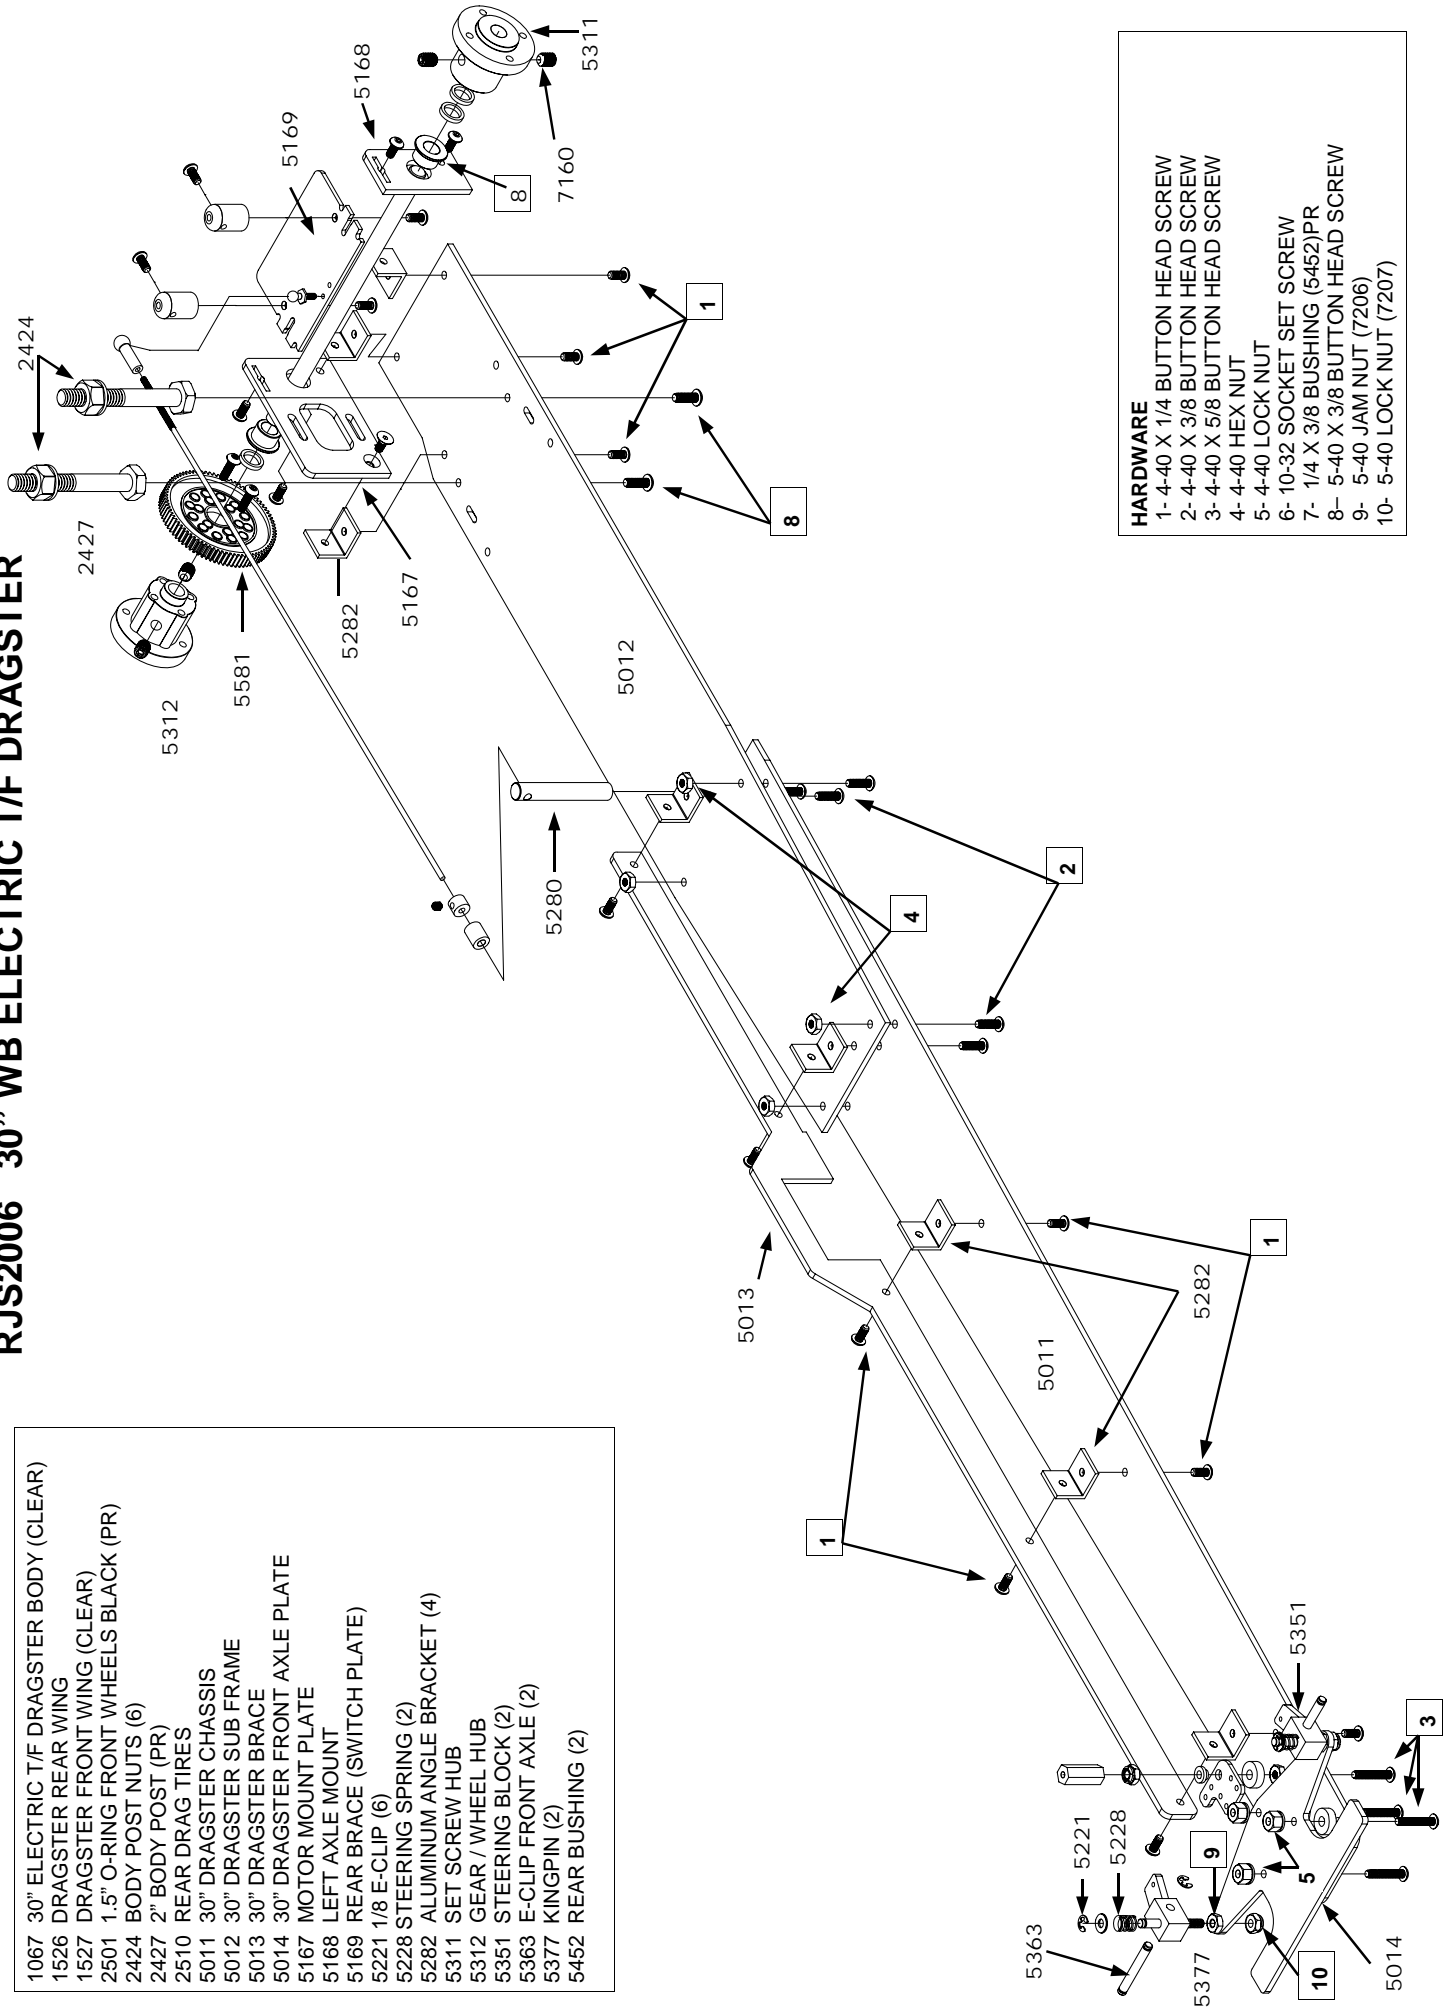 RJS2006 30” WB ELECTRIC T/F DRAGSTER
1067 30” ELECTRIC T/F DRAGSTER BODY (CLEAR)
1526 DRAGSTER REAR WING
1527 DRAGSTER FRONT WING (CLEAR)
2501 1.5” O-RING FRONT WHEELS BLACK (PR)
2424 BODY POST NUTS (6)
2427 2” BODY POST (PR)
2510 REAR DRAG TIRES
5011 30” DRAGSTER CHASSIS
5012 30” DRAGSTER SUB FRAME
5013 30” DRAGSTER BRACE
5014 30” DRAGSTER FRONT AXLE PLATE
5167 MOTOR MOUNT PLATE
5168 LEFT AXLE MOUNT
5169 REAR BRACE (SWITCH PLATE)
5221 1/8 E-CLIP (6)
5228 STEERING SPRING (2)
5282 ALUMINUM ANGLE BRACKET (4)
5311 SET SCREW HUB
5312 GEAR / WHEEL HUB
5351 STEERING BLOCK (2)
5363 E-CLIP FRONT AXLE (2)
5377 KINGPIN (2)
5452 REAR BUSHING (2)
2424
2427
5312
5581
5282
5167
5169
5168
5311
7160
8
1
8
5012
5280
4
2
5013
5282
5011
1
1
5351
3
5221
5228
5363
9
5
5377
10
5014
HARDWARE
1- 4-40 X 1/4 BUTTON HEAD SCREW
2- 4-40 X 3/8 BUTTON HEAD SCREW
3- 4-40 X 5/8 BUTTON HEAD SCREW
4- 4-40 HEX NUT
5- 4-40 LOCK NUT
6- 10-32 SOCKET SET SCREW
7- 1/4 X 3/8 BUSHING (5452)PR
8– 5-40 X 3/8 BUTTON HEAD SCREW
9- 5-40 JAM NUT (7206)
10- 5-40 LOCK NUT (7207)